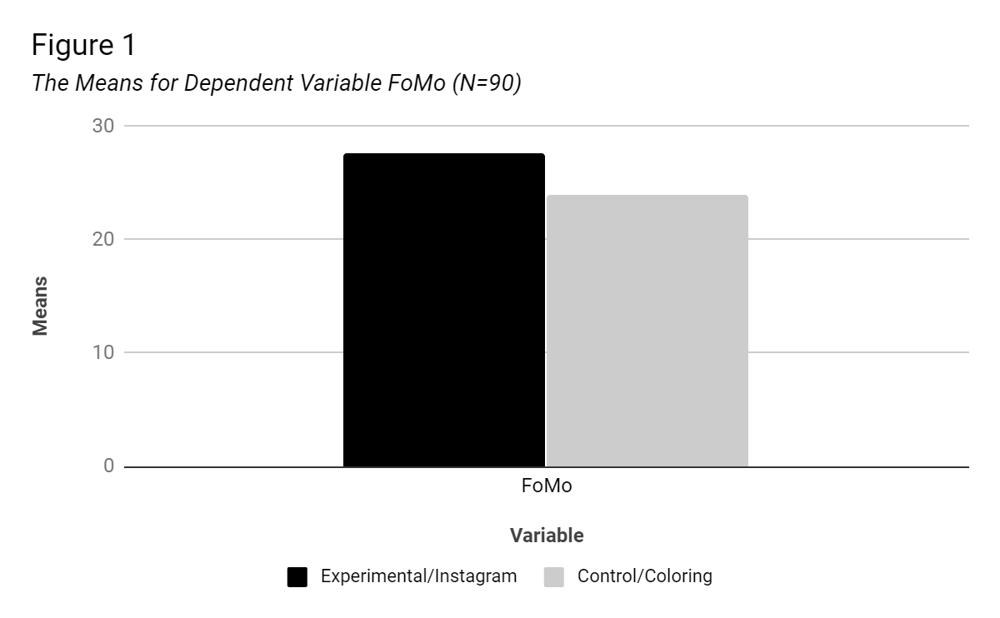 Figure 1
The Means for Dependent Variable FoMo (N=90)
30
20
10
0
Means
FoMo
Variable
Experimental/Instagram
Control/Coloring